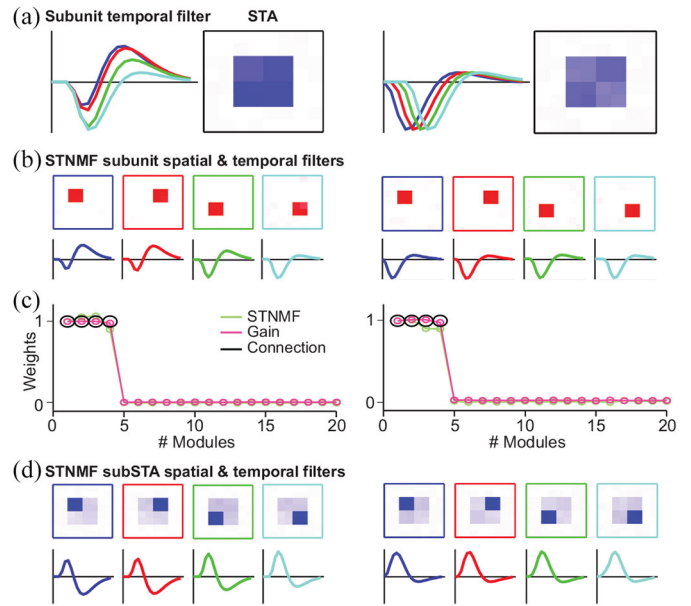 (a) Subunit temporal filter STA
(b) STNMF subunit spatial & temporal filters
(c)
1
0
Weights
STNMF
Gain
Connection
0 5 10 15 20
# Modules
1
0
0 5 10 15 20
# Modules
(d) STNMF subSTA spatial & temporal filters